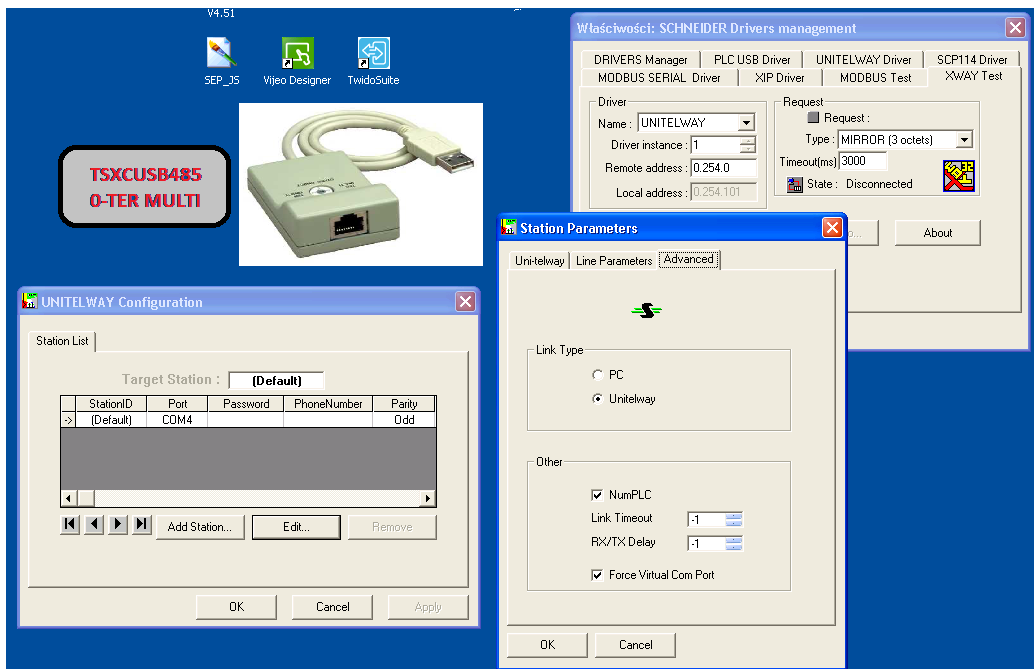 V4.51
SEP_JS
Vijeo Designer
TwidoSuite
TSXCUSB485
0-TER MULTI
Właściwości: SCHNEIDER Drivers management
DRIVERS Manager
PLC USB Driver
UNITELWAY Driver
SCP114 Driver
MODBUS SERIAL Driver
XIP Driver
MODBUS Test
XWAY Test
Driver
Name : UNITELWAY
Driver instance : 1
Remote address : 0.254.0
Local address : 0.254.101
Request
Request :
Type : MIRROR (3 octets)
Timeout(ms) 3000
State : Disconnected
About
Station Parameters
Uni-telway
Line Parameters
Advanced
Link Type
PC
Unitelway
Other
NumPLC
Link Timeout -1
RX/TX Delay -1
Force Virtual Com Port
OK
Cancel
UNITELWAY Configuration
Station List
Target Station : (Default)
StationID Port Password PhoneNumber Parity
-> (Default) COM4 Odd
Add Station...
Edit...
Remove
OK
Cancel
Apply